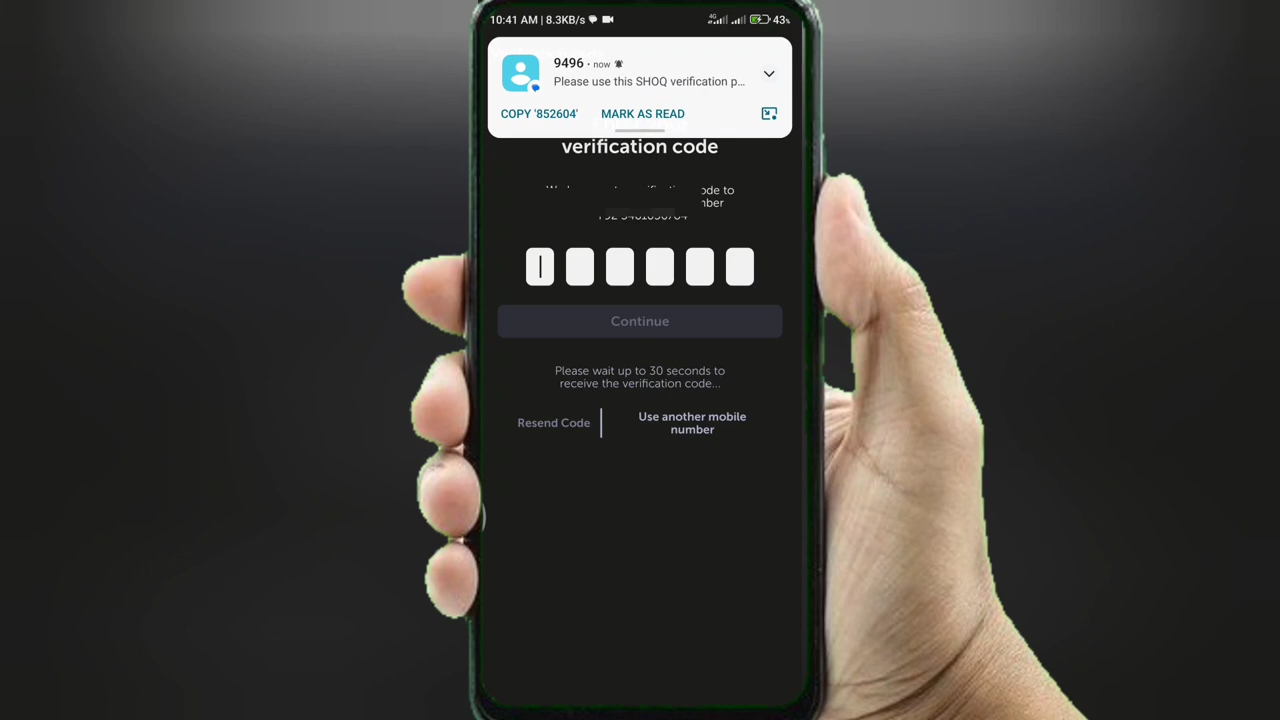 10:41 AM | 8.3KB/s
4G
43%
9496 • now
Please use this SHOQ verification p...
COPY '852604'
MARK AS READ
verification code
ode to
mber
Continue
Please wait up to 30 seconds to
receive the verification code...
Resend Code
Use another mobile
number